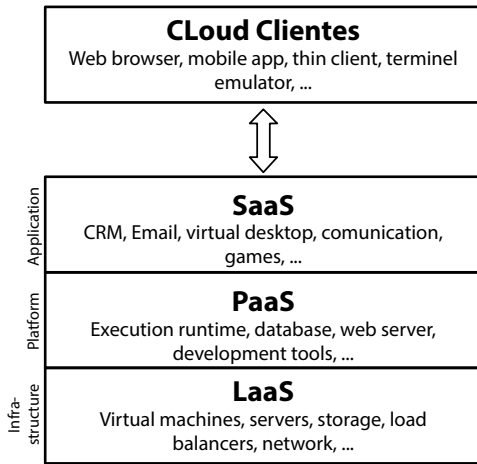 CLoud Clientes
Web browser, mobile app, thin client, terminel
emulator, ...
Application
SaaS
CRM, Email, virtual desktop, comunication,
games, ...
Platform
PaaS
Execution runtime, database, web server,
development tools, ...
Infra-
structure
LaaS
Virtual machines, servers, storage, load
balancers, network, ...